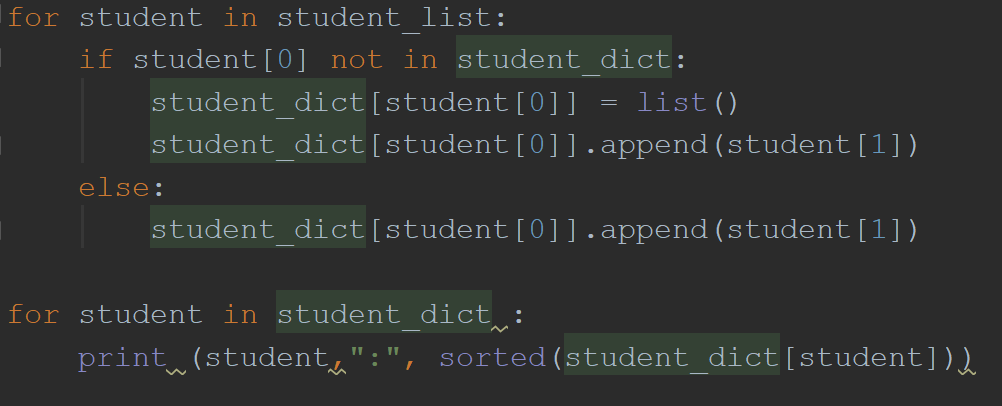 for student in student_list:
    if student[0] not in student_dict:
        student_dict[student[0]] = list()
        student_dict[student[0]].append(student[1])
    else:
        student_dict[student[0]].append(student[1])

for student in student_dict :
    print (student,":", sorted(student_dict[student]))